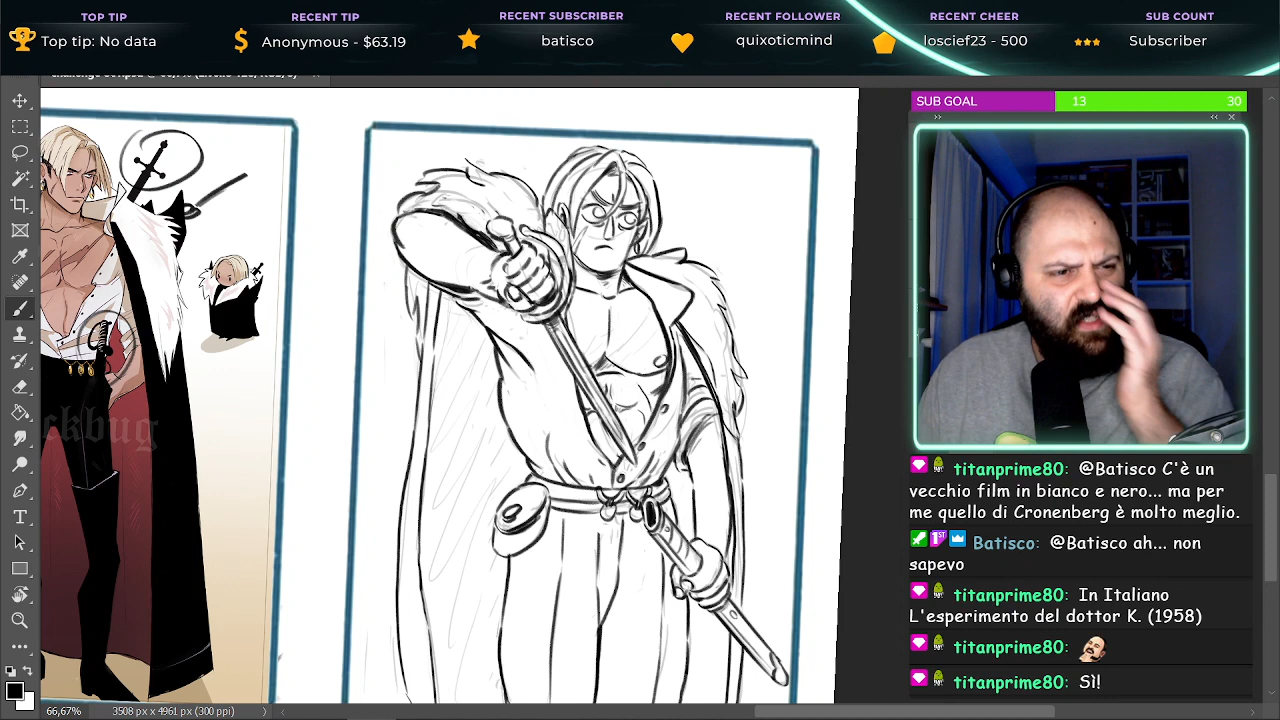 TOP TIP
Top tip: No data
RECENT TIP
Anonymous - $63.19
RECENT SUBSCRIBER
batisco
RECENT FOLLOWER
quixoticmind
RECENT CHEER
loscief23 - 500
SUB COUNT
Subscriber
SUB GOAL 13 30
ckbug
titanprime80: @Batisco C'è un
vecchio film in bianco e nero... ma per
me quello di Cronenberg è molto meglio.
Batisco: @Batisco ah... non
sapevo
titanprime80: In Italiano
L'esperimento del dottor K. (1958)
titanprime80:
titanprime80: Sì!
66,67% 3508 px x 4961 px (300 ppi)